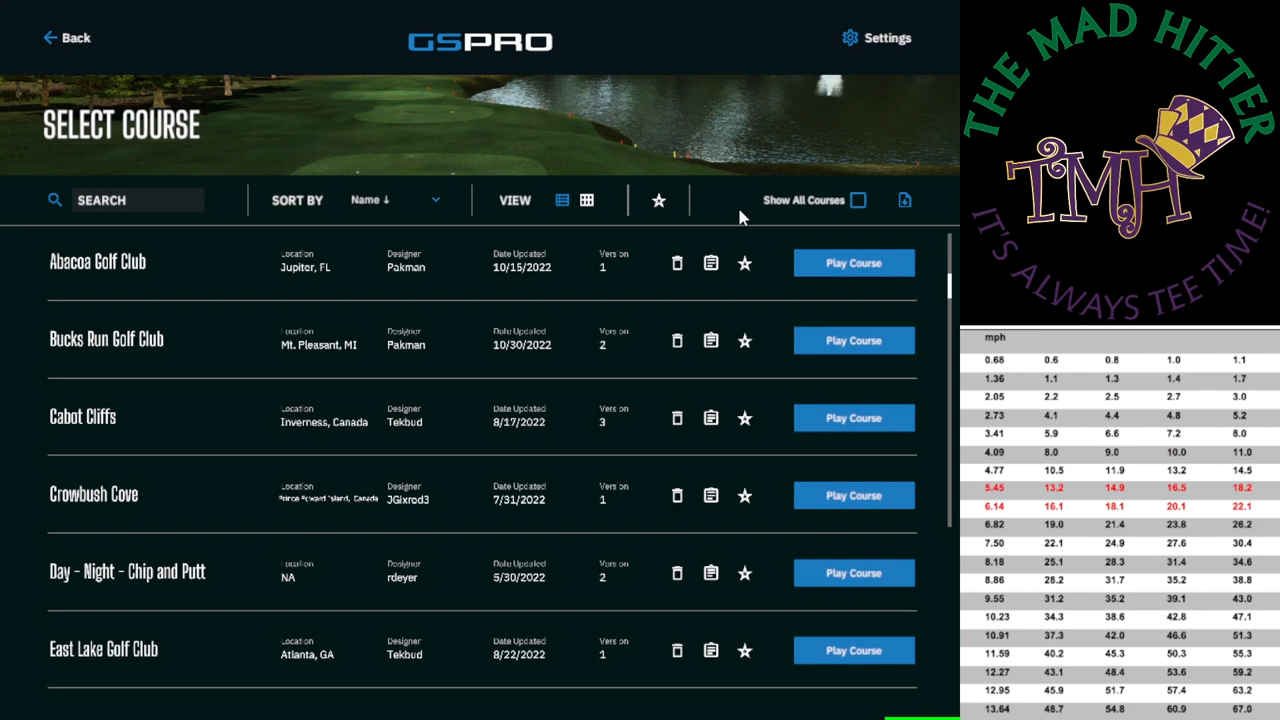 Back
GSPRO
Settings
SELECT COURSE
SEARCH
SORT BY
Name ↓
VIEW
Show All Courses
Abacoa Golf Club
Location
Jupiter, FL
Designer
Pakman
Date Updated
10/15/2022
Version
1
Play Course
Bucks Run Golf Club
Location
Mt. Pleasant, MI
Designer
Pakman
Date Updated
10/30/2022
Version
2
Play Course
Cabot Cliffs
Location
Inverness, Canada
Designer
Tekbud
Date Updated
8/17/2022
Version
3
Play Course
Crowbush Cove
Location
Prince Edward Island, Canada
Designer
JGixrod3
Date Updated
7/31/2022
Version
1
Play Course
Day - Night - Chip and Putt
Location
NA
Designer
rdeyer
Date Updated
5/30/2022
Version
2
Play Course
East Lake Golf Club
Location
Atlanta, GA
Designer
Tekbud
Date Updated
8/22/2022
Version
1
Play Course
THE MAD HITTER
TMH
IT'S ALWAYS TEE TIME!
mph
0.68 0.6 0.8 1.0 1.1
1.36 1.1 1.3 1.4 1.7
2.05 2.2 2.5 2.7 3.0
2.73 4.1 4.4 4.8 5.2
3.41 5.9 6.6 7.2 8.0
4.09 8.0 9.0 10.0 11.0
4.77 10.5 11.9 13.2 14.5
5.45 13.2 14.9 16.5 18.2
6.14 16.1 18.1 20.1 22.1
6.82 19.0 21.4 23.8 26.2
7.50 22.1 24.9 27.6 30.4
8.18 25.1 28.3 31.4 34.6
8.86 28.2 31.7 35.2 38.8
9.55 31.2 35.2 39.1 43.0
10.23 34.3 38.6 42.8 47.1
10.91 37.3 42.0 46.6 51.3
11.59 40.2 45.3 50.3 55.3
12.27 43.1 48.4 53.6 59.2
12.95 45.9 51.7 57.4 63.2
13.64 48.7 54.8 60.9 67.0